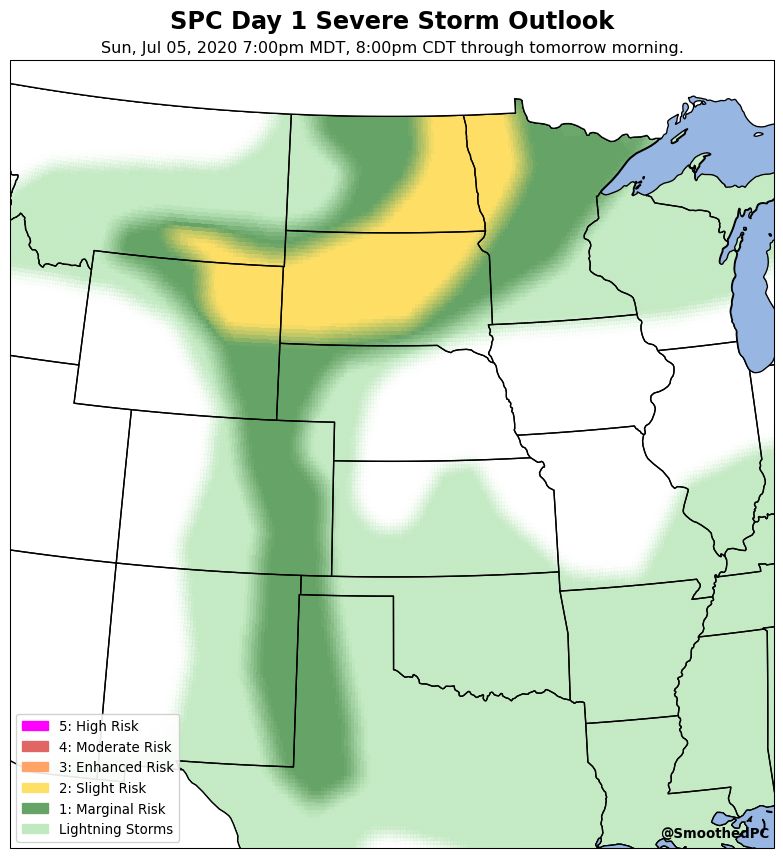 SPC Day 1 Severe Storm Outlook
Sun, Jul 05, 2020 7:00pm MDT, 8:00pm CDT through tomorrow morning.
5: High Risk
4: Moderate Risk
3: Enhanced Risk
2: Slight Risk
1: Marginal Risk
Lightning Storms
@SmoothedPC